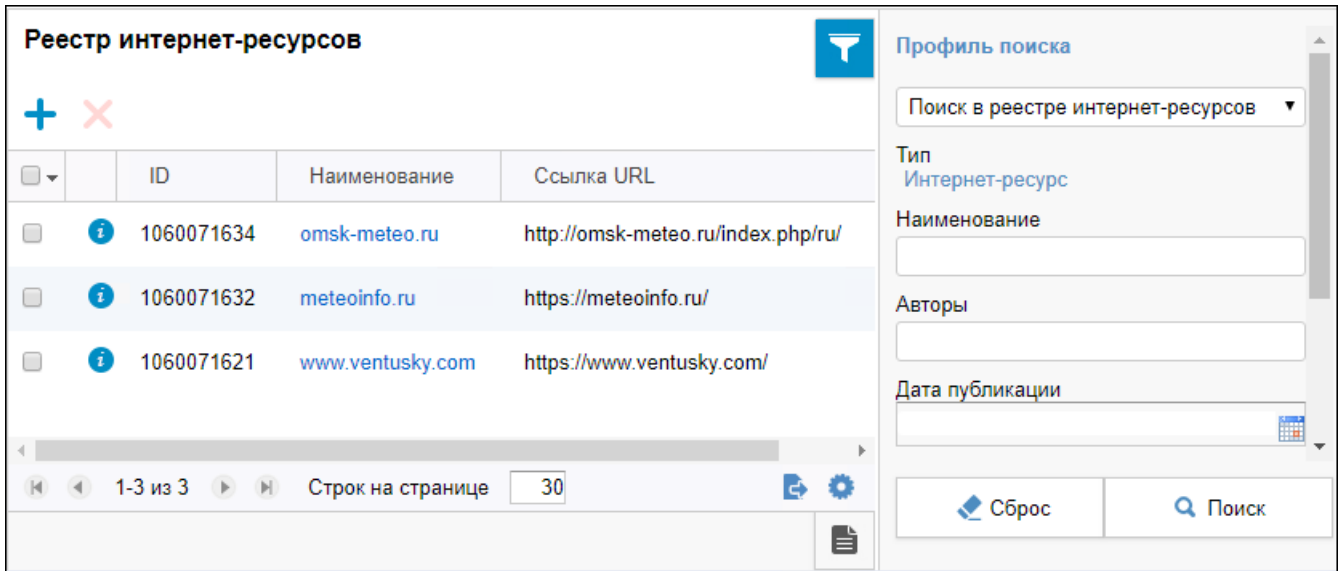 Реестр интернет-ресурсов
ID Наименование Ссылка URL
1060071634 omsk-meteo.ru http://omsk-meteo.ru/index.php/ru/
1060071632 meteoinfo.ru https://meteoinfo.ru/
1060071621 www.ventusky.com https://www.ventusky.com/
1-3 из 3 Строк на странице 30
Профиль поиска
Поиск в реестре интернет-ресурсов
Тип
Интернет-ресурс
Наименование
Авторы
Дата публикации
Сброс Поиск